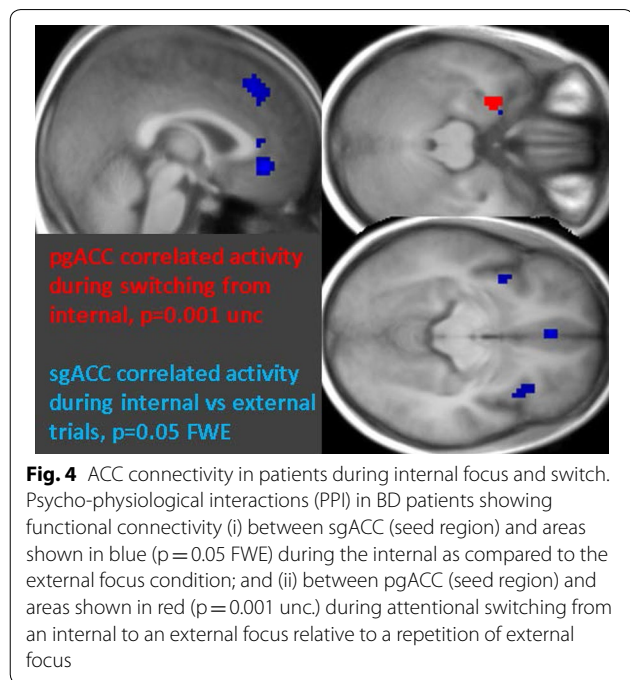 pgACC correlated activity
during switching from
internal, p=0.001 unc
sgACC correlated activity
during internal vs external
trials, p=0.05 FWE
Fig. 4 ACC connectivity in patients during internal focus and switch.
Psycho-physiological interactions (PPI) in BD patients showing
functional connectivity (i) between sgACC (seed region) and areas
shown in blue (p = 0.05 FWE) during the internal as compared to the
external focus condition; and (ii) between pgACC (seed region) and
areas shown in red (p = 0.001 unc.) during attentional switching from
an internal to an external focus relative to a repetition of external
focus